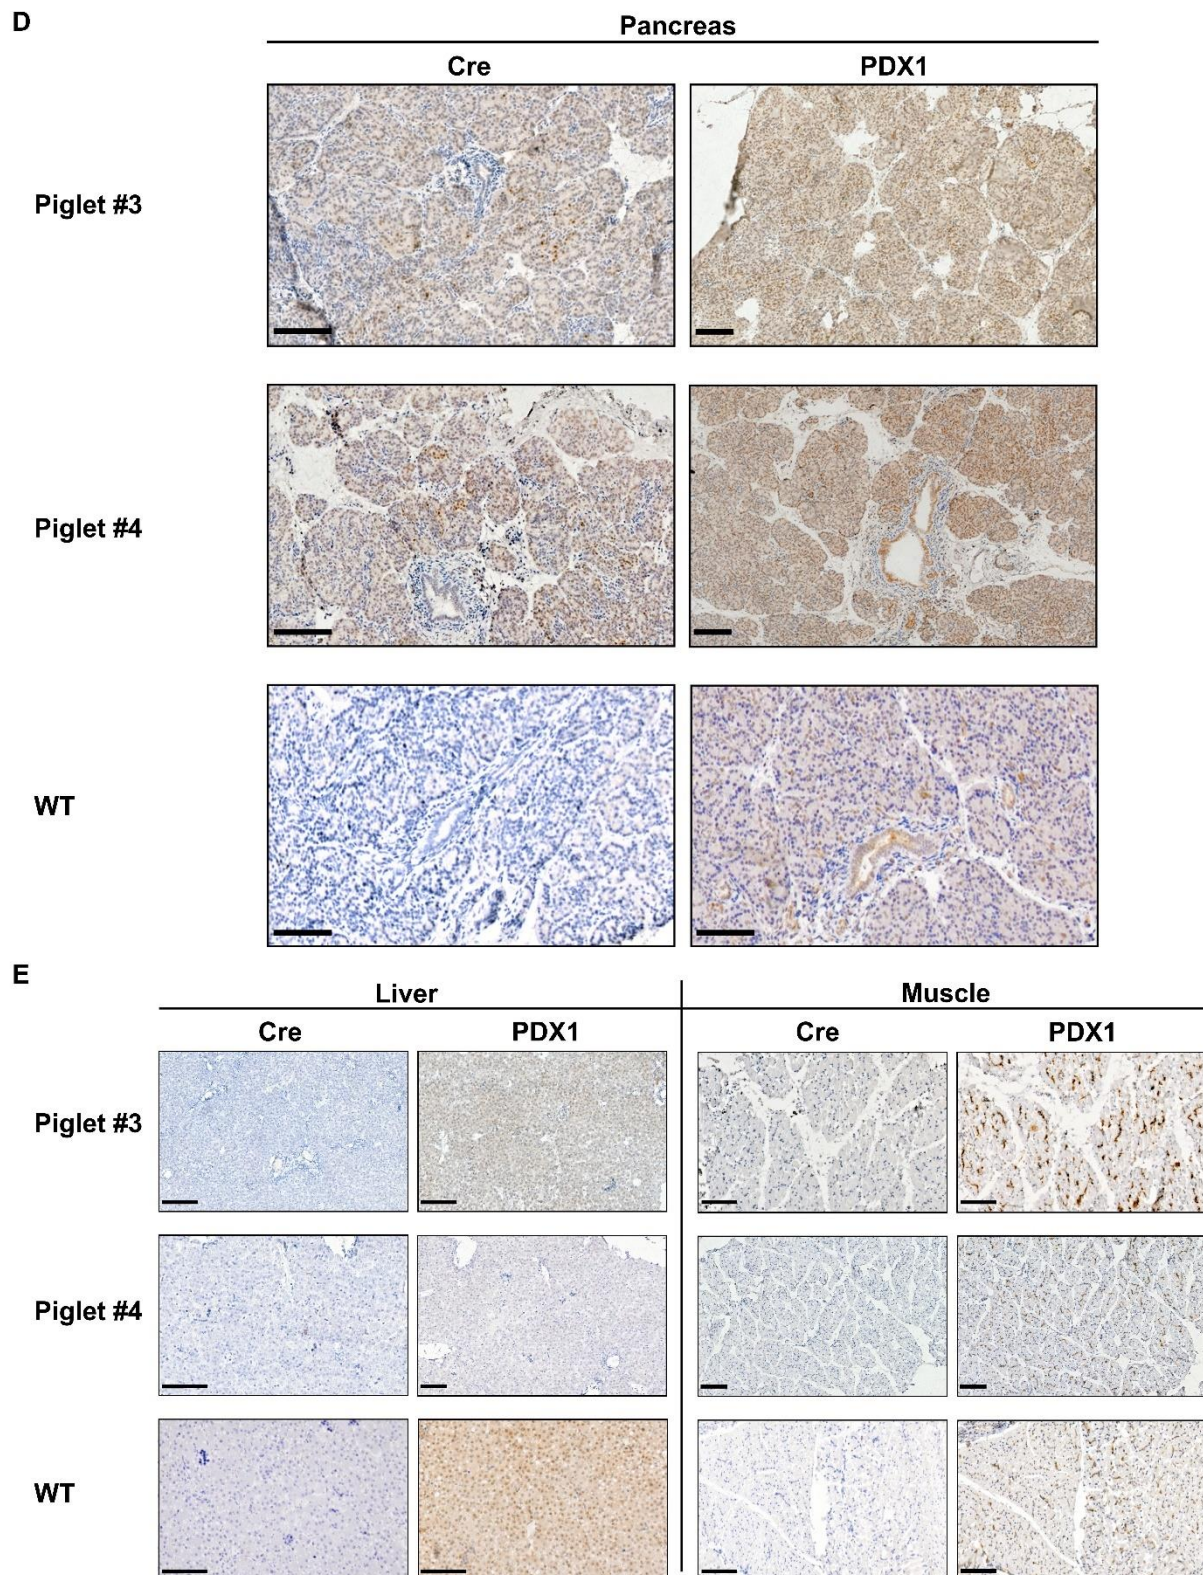 D
Pancreas
Cre PDX1
Piglet #3
Piglet #4
WT
E
Liver Muscle
Cre PDX1 Cre PDX1
Piglet #3
Piglet #4
WT